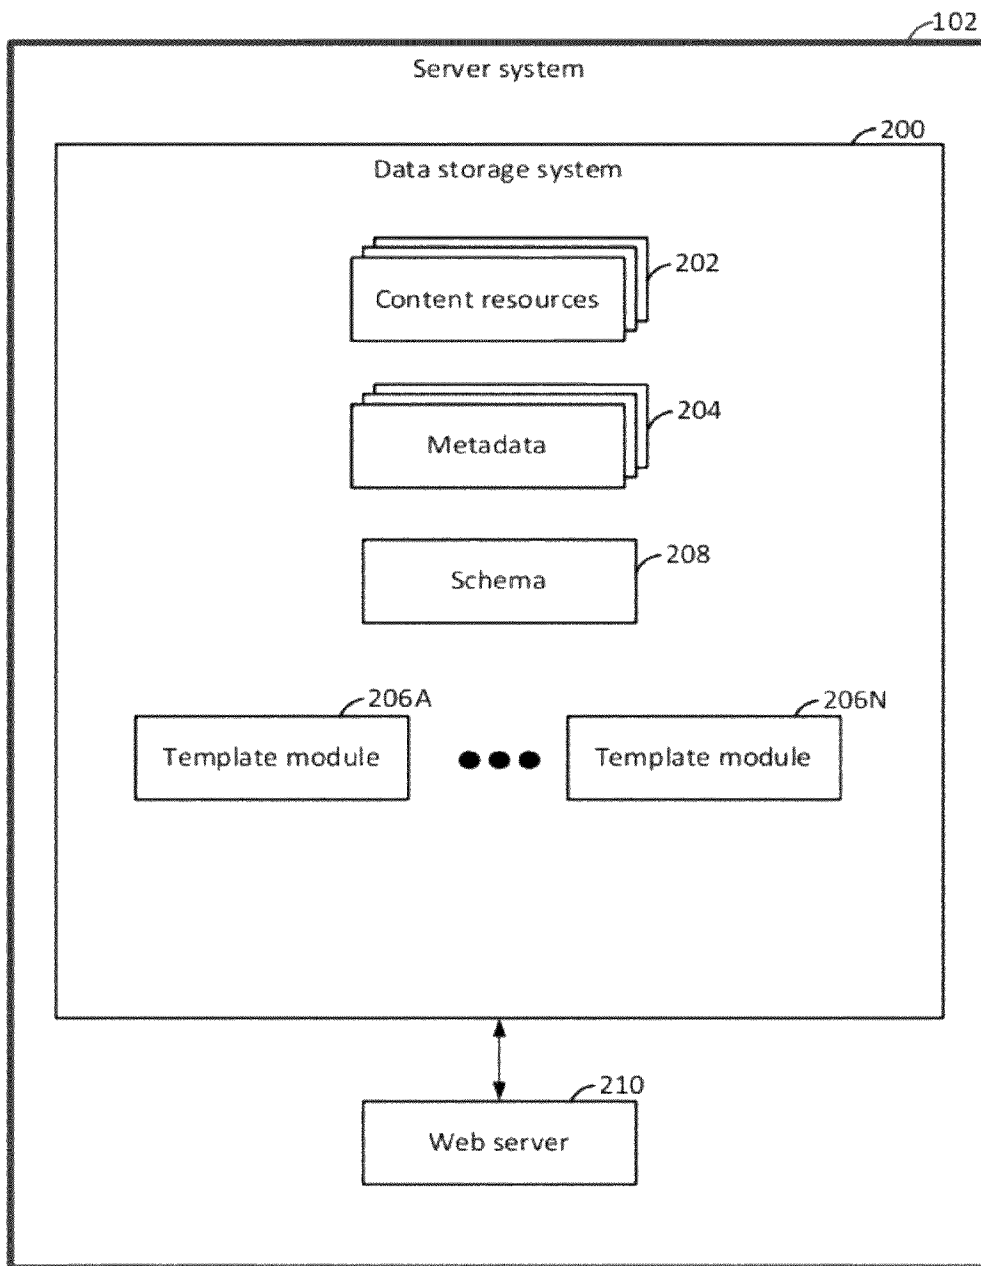 102
Server system
200
Data storage system
202
Content resources
204
Metadata
208
Schema
206A
206N
Template module
Template module
210
Web server